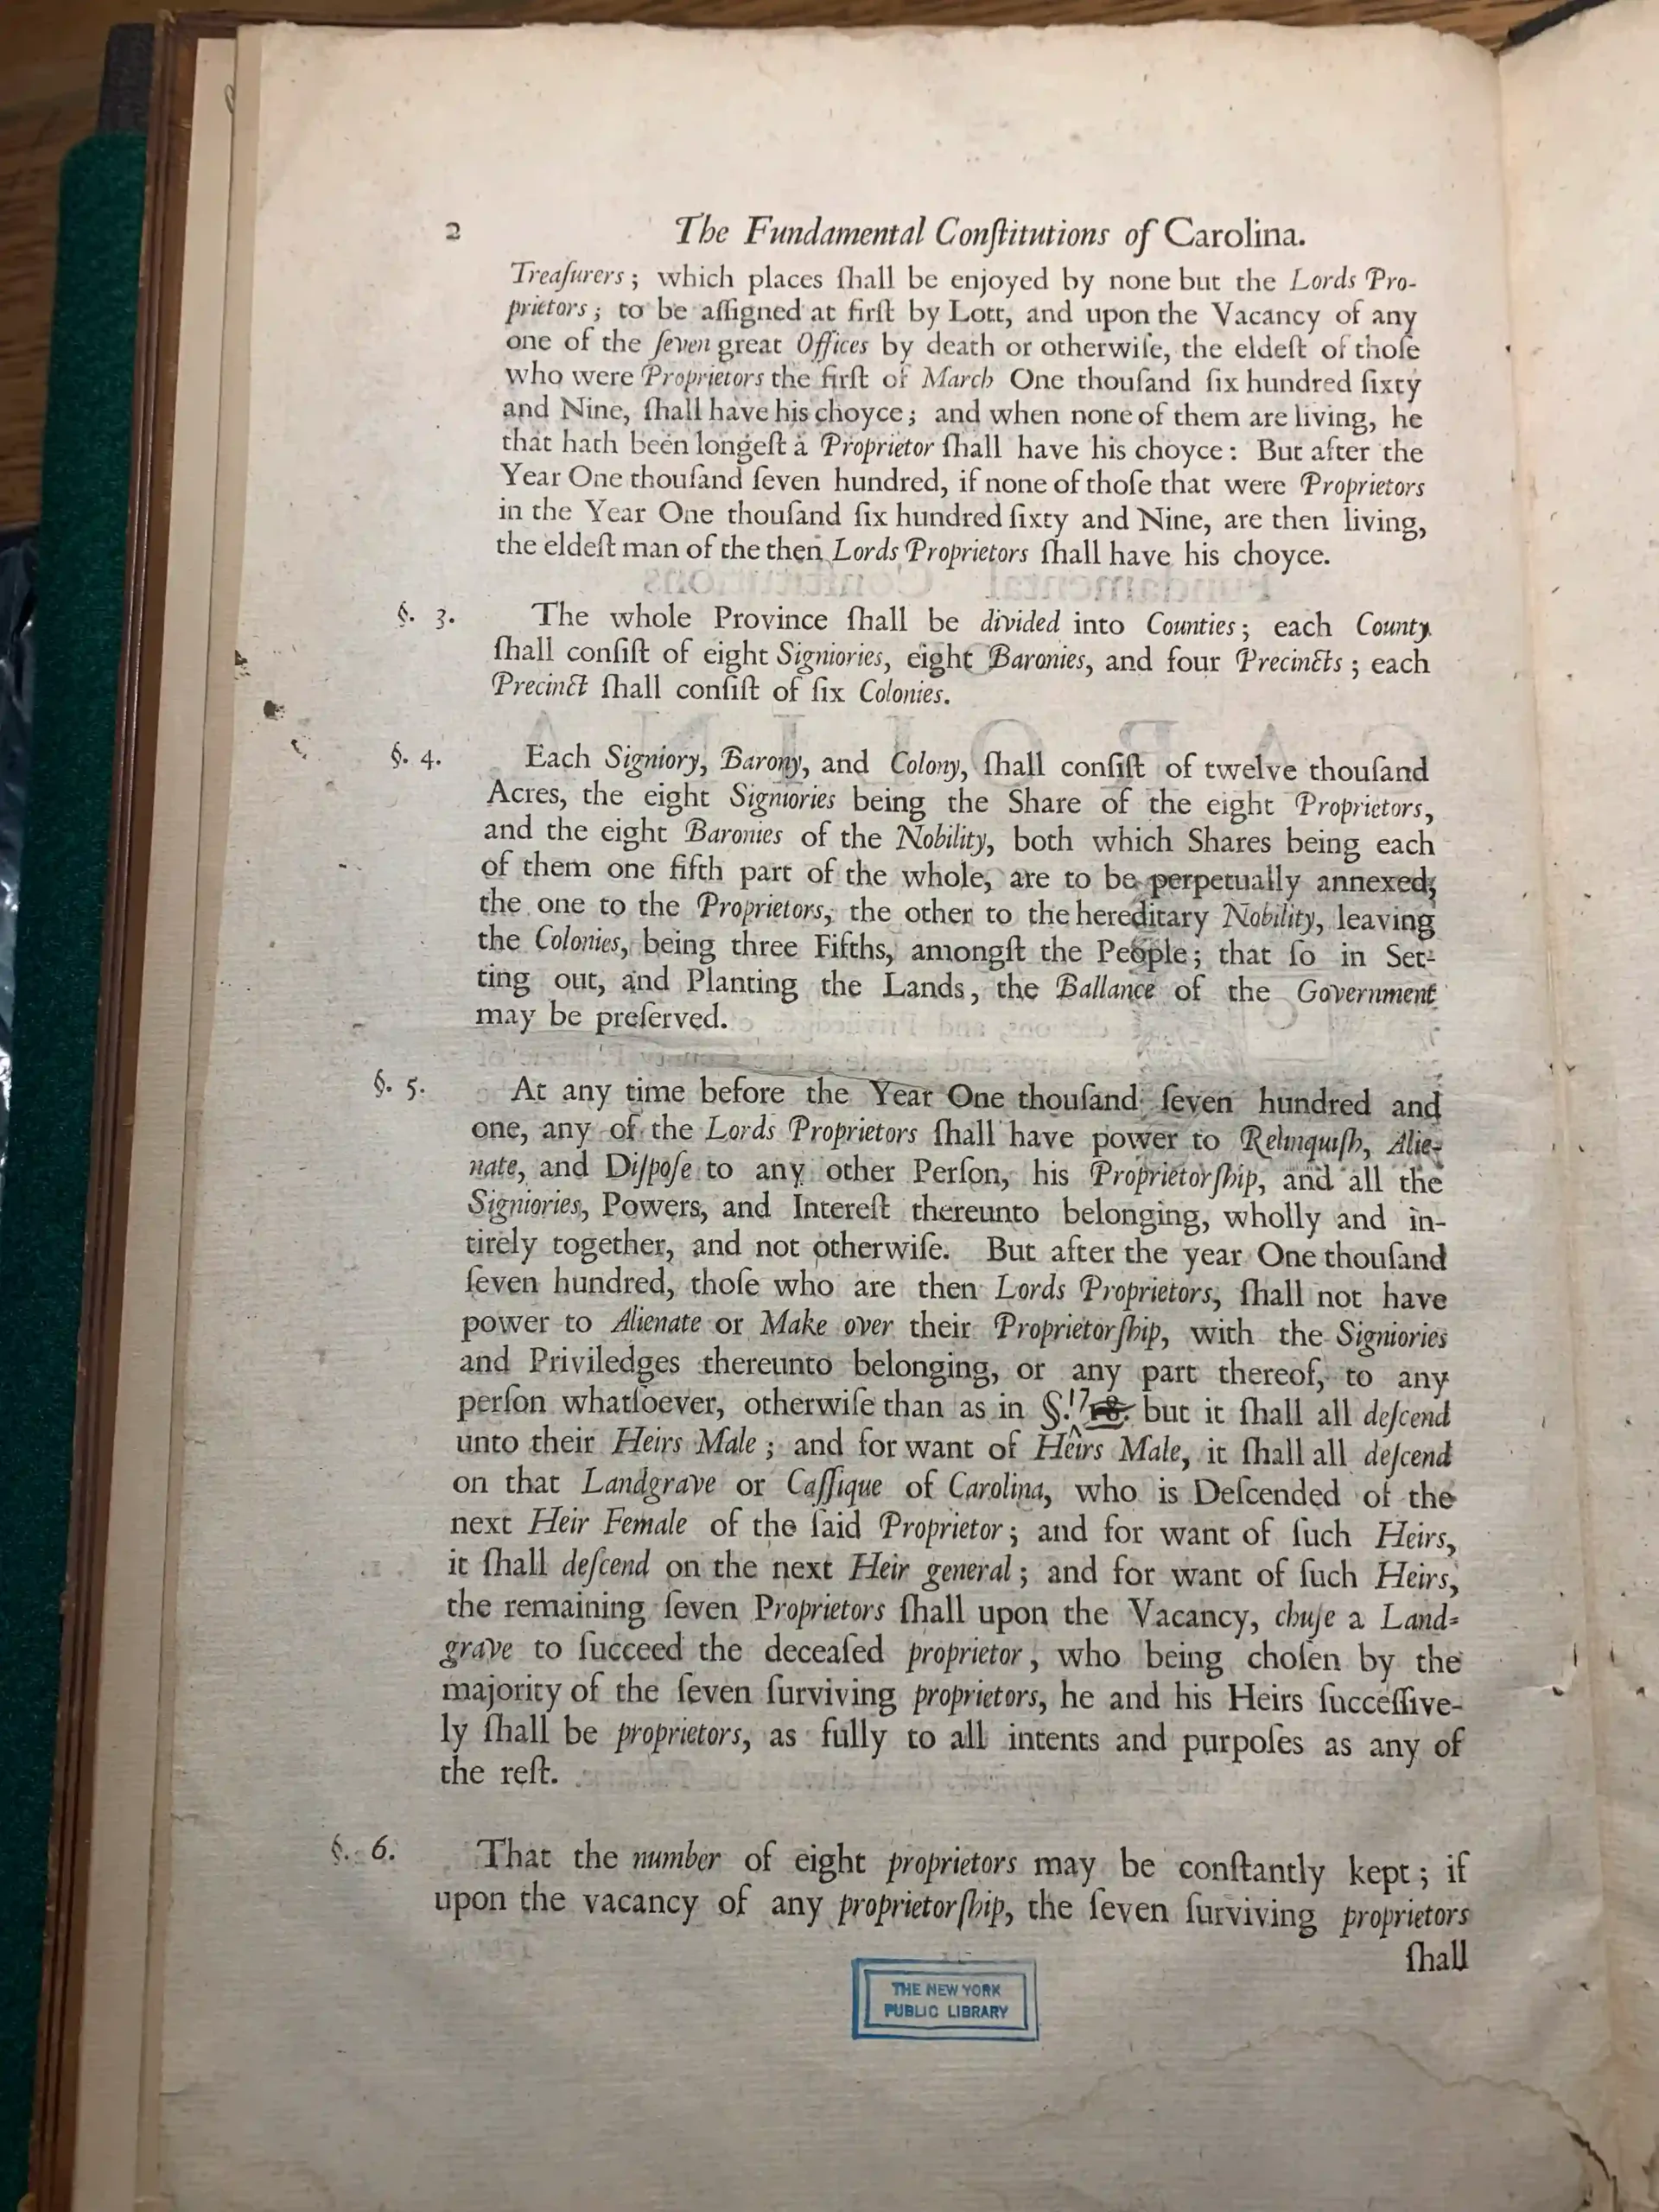 2 The Fundamental Conſtitutions of Carolina.
Treaſurers; which places ſhall be enjoyed by none but the Lords Pro-
prietors; to be aſſigned at firſt by Lott, and upon the Vacancy of any
one of the ſeven great Offices by death or otherwiſe, the eldeſt of thoſe
who were Proprietors the firſt of March One thouſand ſix hundred ſixty
and Nine, ſhall have his choyce; and when none of them are living, he
that hath been longeſt a Proprietor ſhall have his choyce: But after the
Year One thouſand ſeven hundred, if none of thoſe that were Proprietors
in the Year One thouſand ſix hundred ſixty and Nine, are then living,
the eldeſt man of the then Lords Proprietors ſhall have his choyce.
§. 3. The whole Province ſhall be divided into Counties; each County
ſhall conſiſt of eight Signiories, eight Baronies, and four Precincts; each
Precinct ſhall conſiſt of ſix Colonies.
§. 4. Each Signiory, Barony, and Colony, ſhall conſiſt of twelve thouſand
Acres, the eight Signiories being the Share of the eight Proprietors,
and the eight Baronies of the Nobility, both which Shares being each
of them one fifth part of the whole, are to be perpetually annexed,
the one to the Proprietors, the other to the hereditary Nobility, leaving
the Colonies, being three Fifths, amongſt the People; that ſo in Set-
ting out, and Planting the Lands, the Ballance of the Government
may be preſerved.
§. 5. At any time before the Year One thouſand ſeven hundred and
one, any of the Lords Proprietors ſhall have power to Relinquiſh, Alie-
nate, and Diſpoſe to any other Perſon, his Proprietorſhip, and all the
Signiories, Powers, and Intereſt thereunto belonging, wholly and in-
tirely together, and not otherwiſe. But after the year One thouſand
ſeven hundred, thoſe who are then Lords Proprietors, ſhall not have
power to Alienate or Make over their Proprietorſhip, with the Signiories
and Priviledges thereunto belonging, or any part thereof, to any
perſon whatſoever, otherwiſe than as in §. 17 18. but it ſhall all deſcend
unto their Heirs Male; and for want of Heirs Male, it ſhall all deſcend
on that Landgrave or Caſſique of Carolina, who is Deſcended of the
next Heir Female of the ſaid Proprietor; and for want of ſuch Heirs,
it ſhall deſcend on the next Heir general; and for want of ſuch Heirs,
the remaining ſeven Proprietors ſhall upon the Vacancy, chuſe a Land-
grave to ſucceed the deceaſed proprietor, who being choſen by the
majority of the ſeven ſurviving proprietors, he and his Heirs ſucceſſive-
ly ſhall be proprietors, as fully to all intents and purpoſes as any of
the reſt.
§. 6. That the number of eight proprietors may be conſtantly kept; if
upon the vacancy of any proprietorſhip, the ſeven ſurviving proprietors
ſhall
THE NEW YORK
PUBLIC LIBRARY